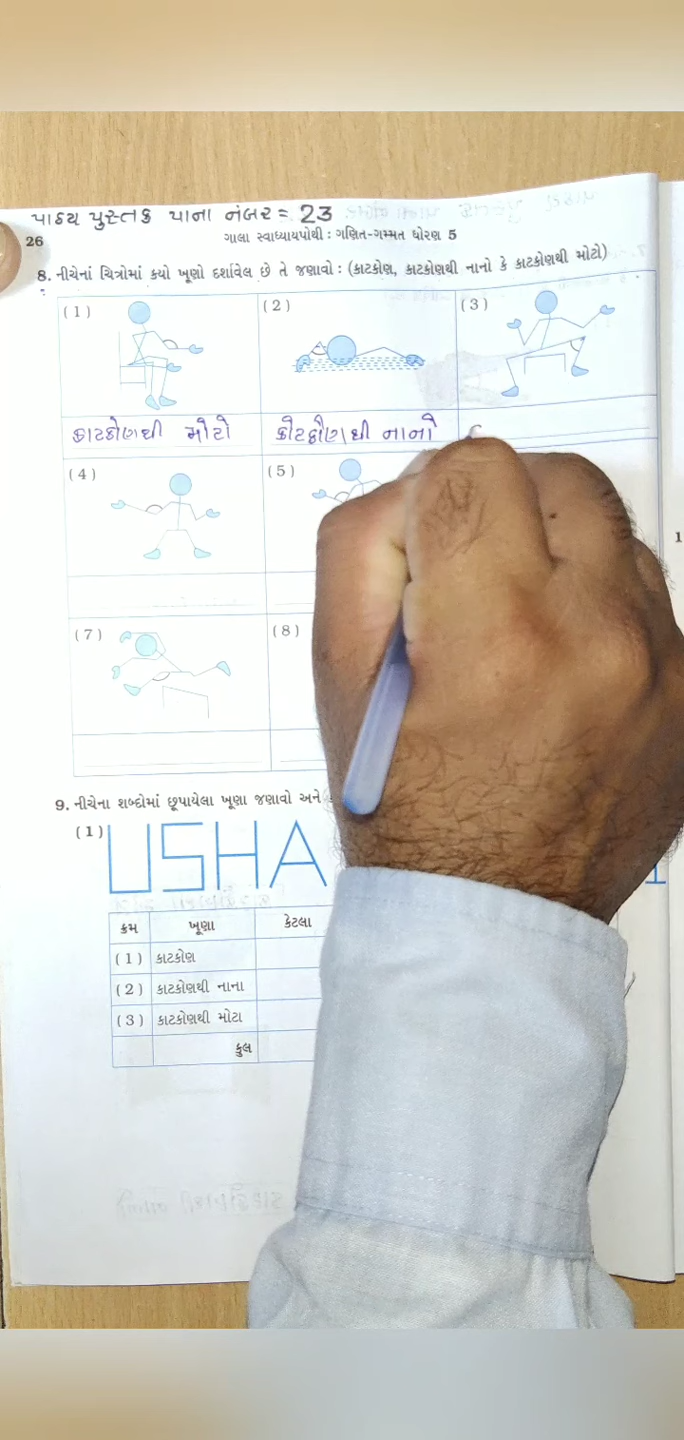 પાઠ્ય પુસ્તક પાના નંબર = 23
26
ગાલા સ્વાધ્યાયપોથી : ગણિત-ગમ્મત ધોરણ 5
8. નીચેનાં ચિત્રોમાં કયો ખૂણો દર્શાવેલ છે તે જણાવો : (કાટકોણ, કાટકોણથી નાનો કે કાટકોણથી મોટો)
(1) (2) (3)
કાટકોણથી મોટો કાટકોણથી નાનો
(4) (5)
(7) (8)
9. નીચેના શબ્દોમાં છૂપાયેલા ખૂણા જણાવો અને
(1) USHA
ક્રમ ખૂણા કેટલા
(1) કાટકોણ
(2) કાટકોણથી નાના
(3) કાટકોણથી મોટા
કુલ
1